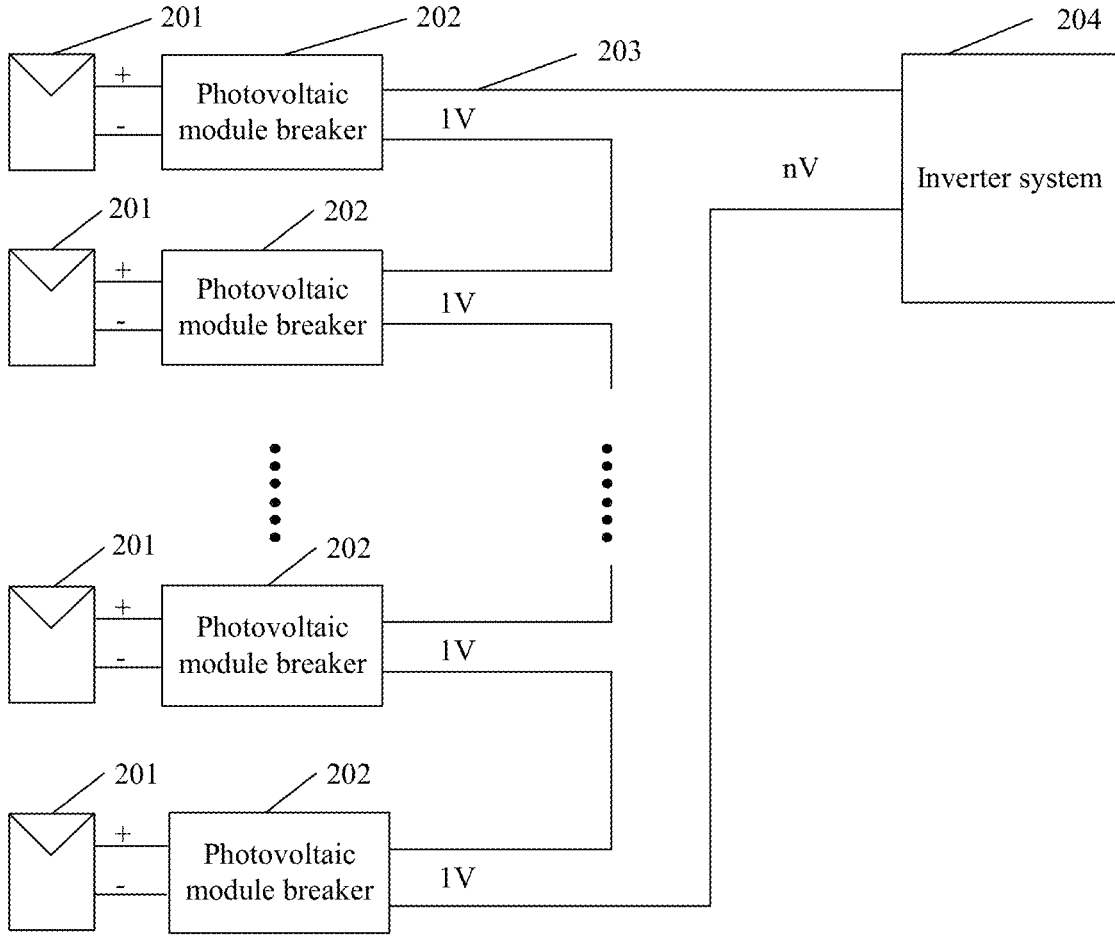 201
202
203
204
+
-
Photovoltaic
module breaker
1V
nV
Inverter system
201
202
+
-
Photovoltaic
module breaker
1V
201
202
+
-
Photovoltaic
module breaker
1V
201
202
+
-
Photovoltaic
module breaker
1V